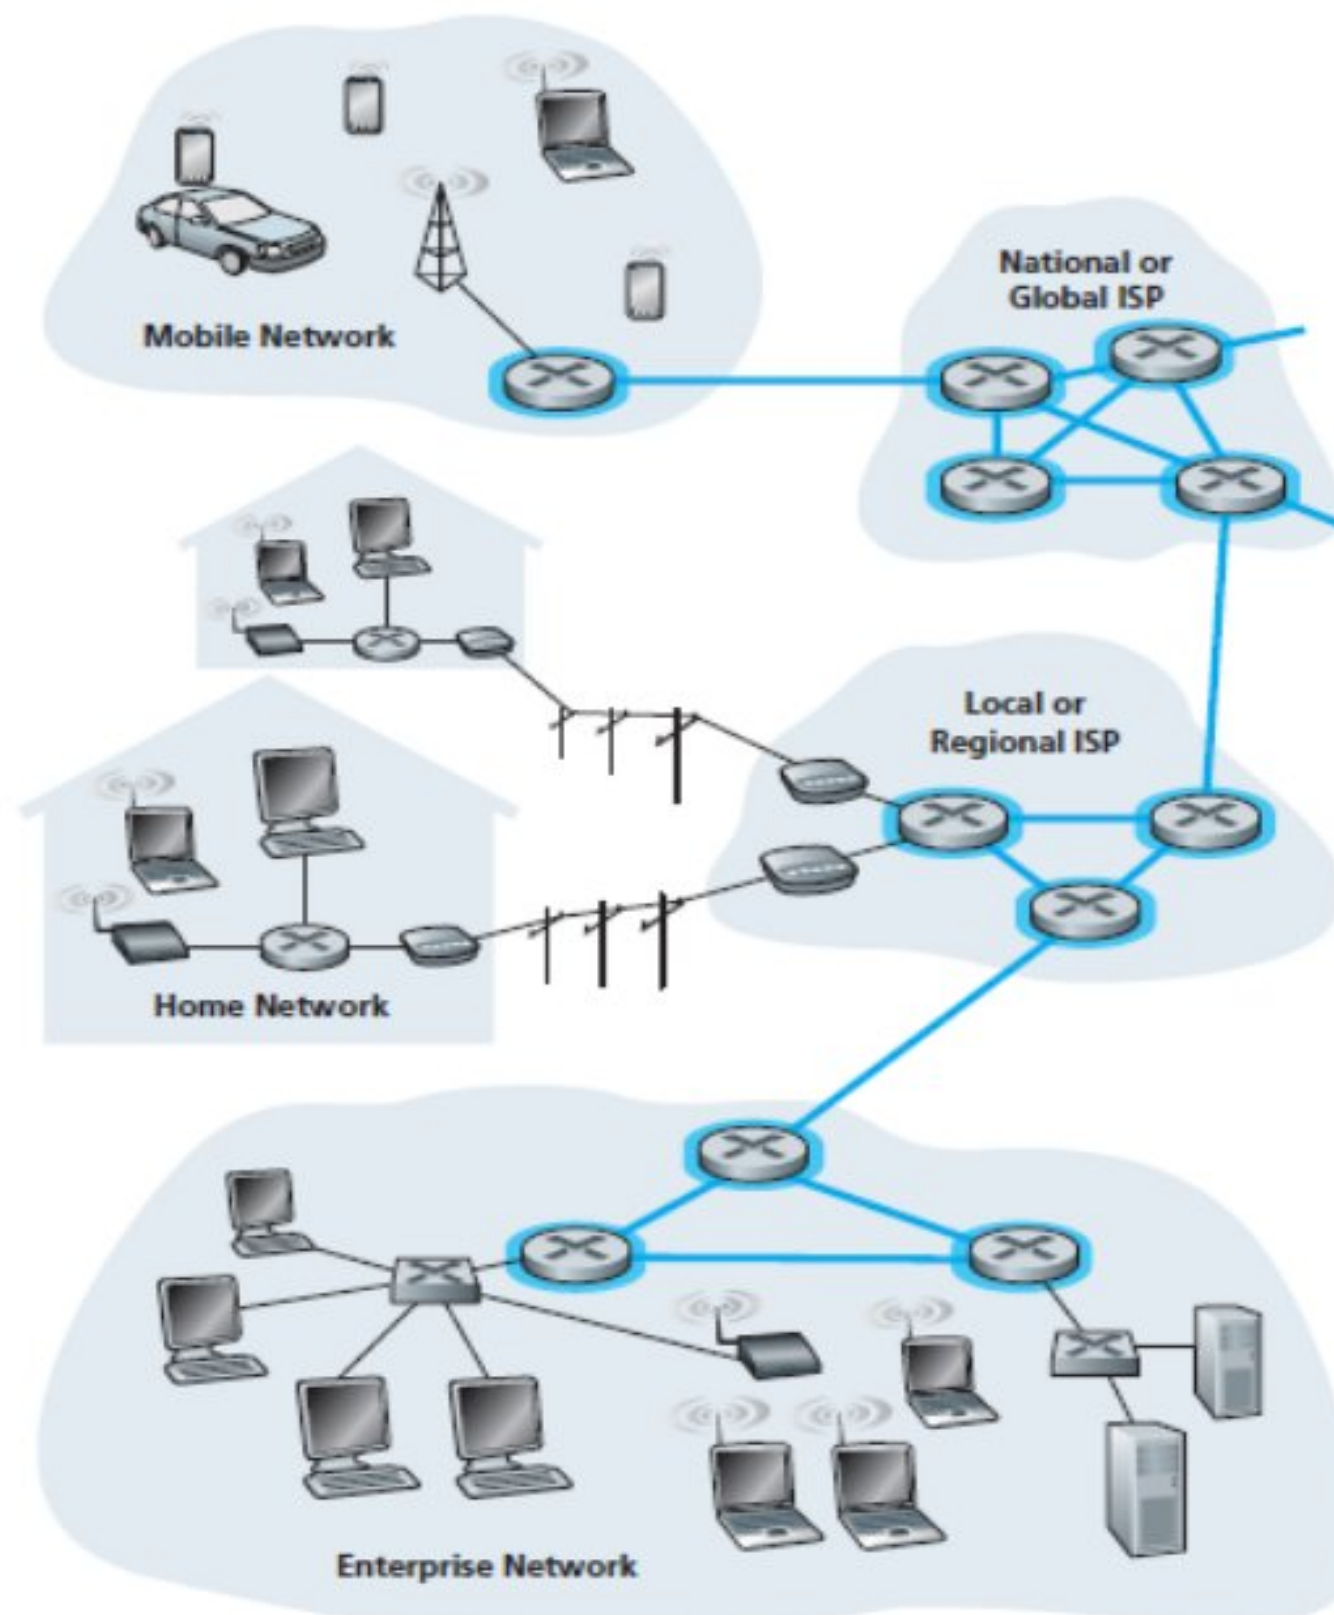 Mobile Network
National or
Global ISP
Local or
Regional ISP
Home Network
Enterprise Network